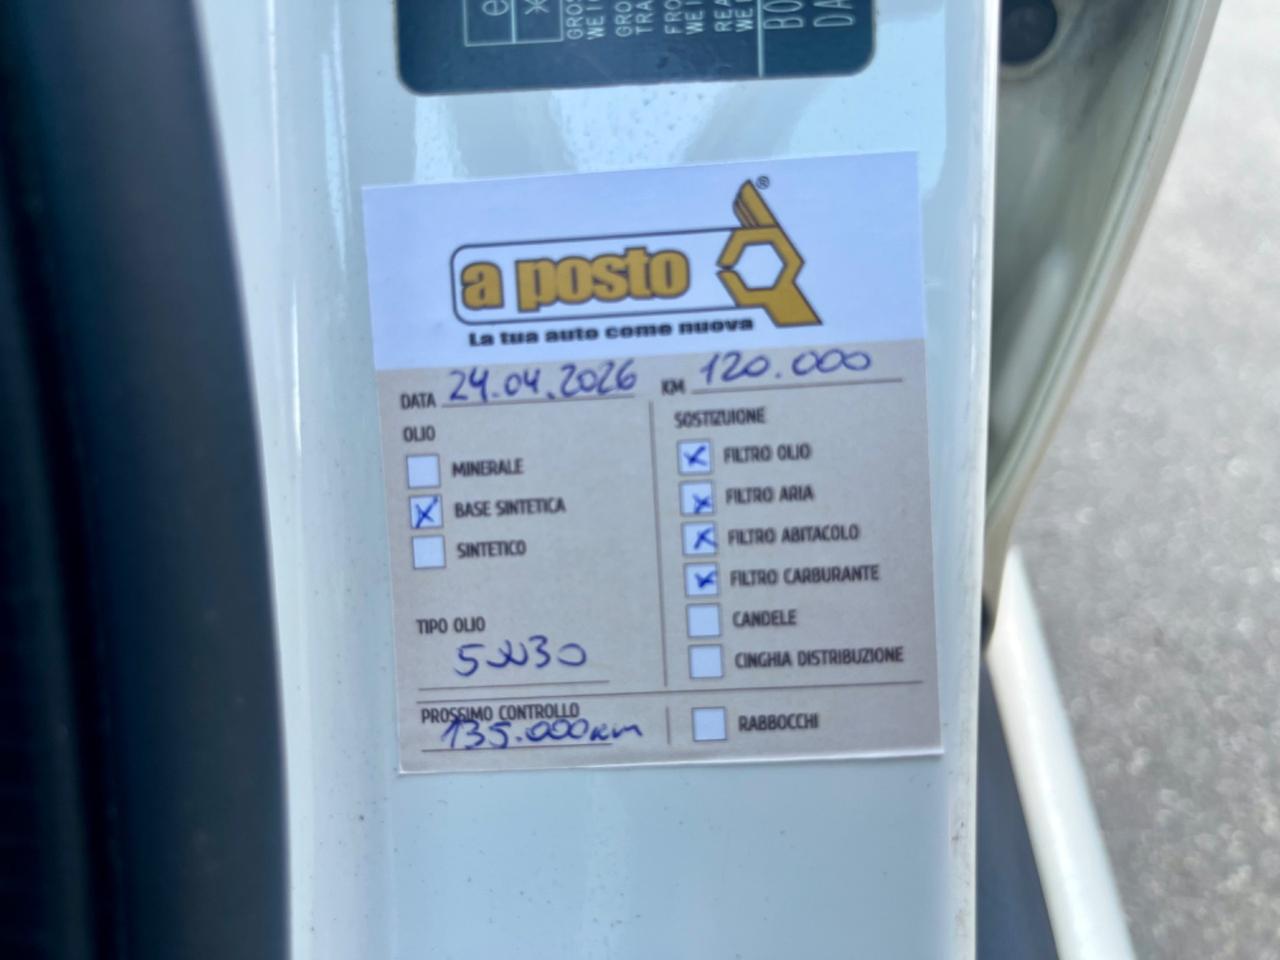 a posto ®
La tua auto come nuova
DATA 24.04.2026 KM 120.000
OLIO
MINERALE
BASE SINTETICA
SINTETICO
TIPO OLIO
5W30
PROSSIMO CONTROLLO
135.000km
SOSTIZUIONE
FILTRO OLIO
FILTRO ARIA
FILTRO ABITACOLO
FILTRO CARBURANTE
CANDELE
CINGHIA DISTRIBUZIONE
RABBOCCHI